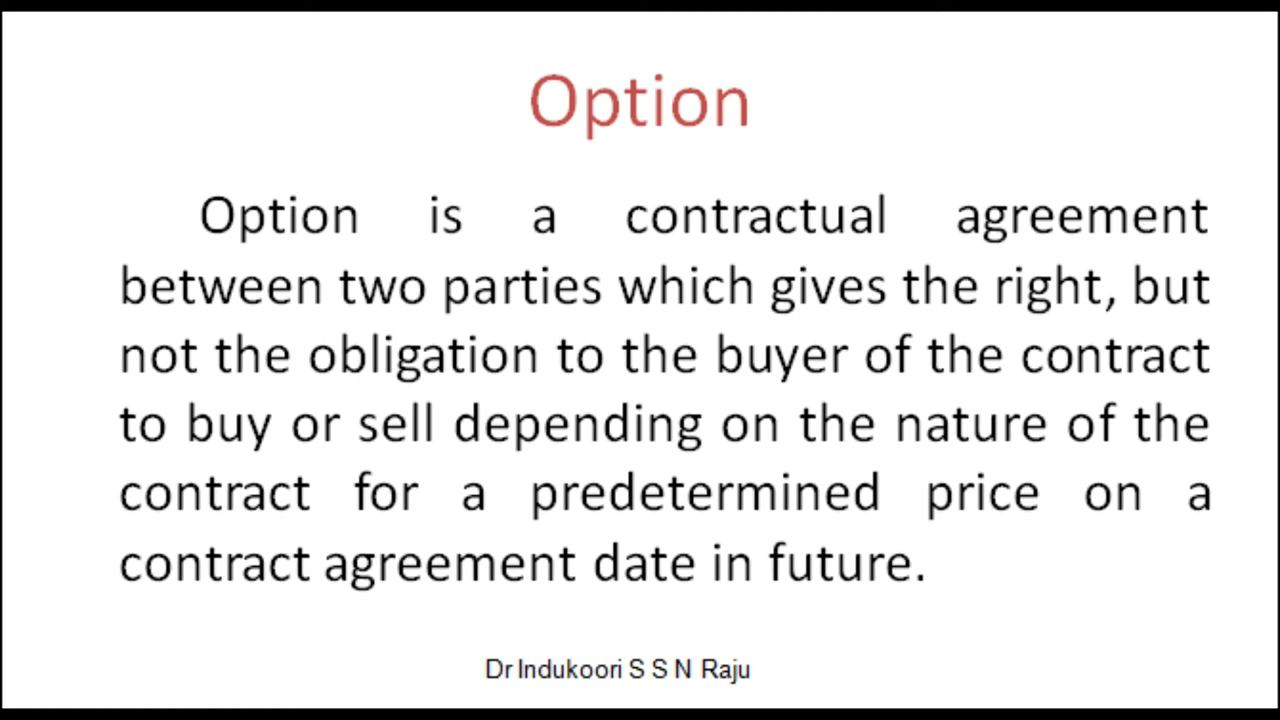 Option
Option is a contractual agreement
between two parties which gives the right, but
not the obligation to the buyer of the contract
to buy or sell depending on the nature of the
contract for a predetermined price on a
contract agreement date in future.
Dr Indukoori S S N Raju